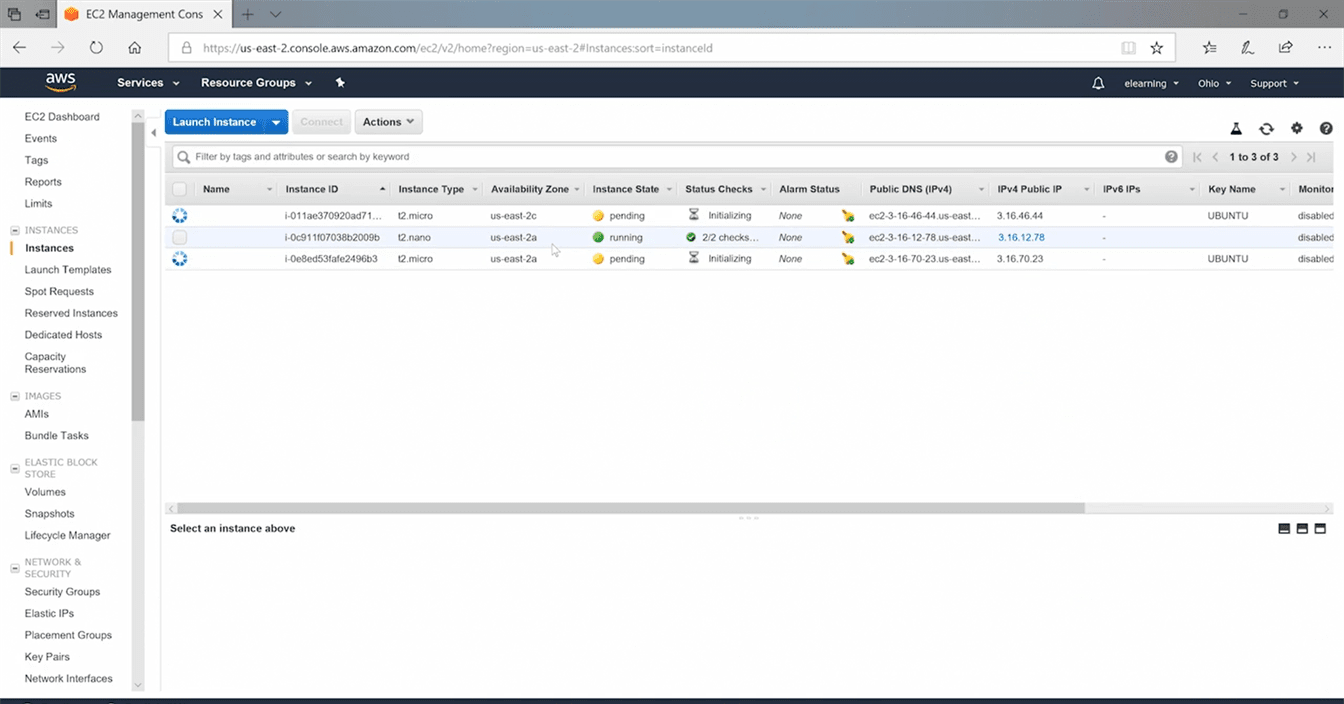 EC2 Management Cons
https://us-east-2.console.aws.amazon.com/ec2/v2/home?region=us-east-2#Instances:sort=instanceId
aws Services Resource Groups elearning Ohio Support
EC2 Dashboard
Events
Tags
Reports
Limits
INSTANCES
Instances
Launch Templates
Spot Requests
Reserved Instances
Dedicated Hosts
Capacity
Reservations
IMAGES
AMIs
Bundle Tasks
ELASTIC BLOCK
STORE
Volumes
Snapshots
Lifecycle Manager
NETWORK &
SECURITY
Security Groups
Elastic IPs
Placement Groups
Key Pairs
Network Interfaces
Launch Instance Connect Actions
Filter by tags and attributes or search by keyword 1 to 3 of 3
Name Instance ID Instance Type Availability Zone Instance State Status Checks Alarm Status Public DNS (IPv4) IPv4 Public IP IPv6 IPs Key Name Monitor
i-011ae370920ad71... t2.micro us-east-2c pending Initializing None ec2-3-16-46-44.us-east... 3.16.46.44 - UBUNTU disabled
i-0c911f07038b2009b t2.nano us-east-2a running 2/2 checks... None ec2-3-16-12-78.us-east... 3.16.12.78 - disabled
i-0e8ed53fafe2496b3 t2.micro us-east-2a pending Initializing None ec2-3-16-70-23.us-east... 3.16.70.23 - UBUNTU disabled
Select an instance above